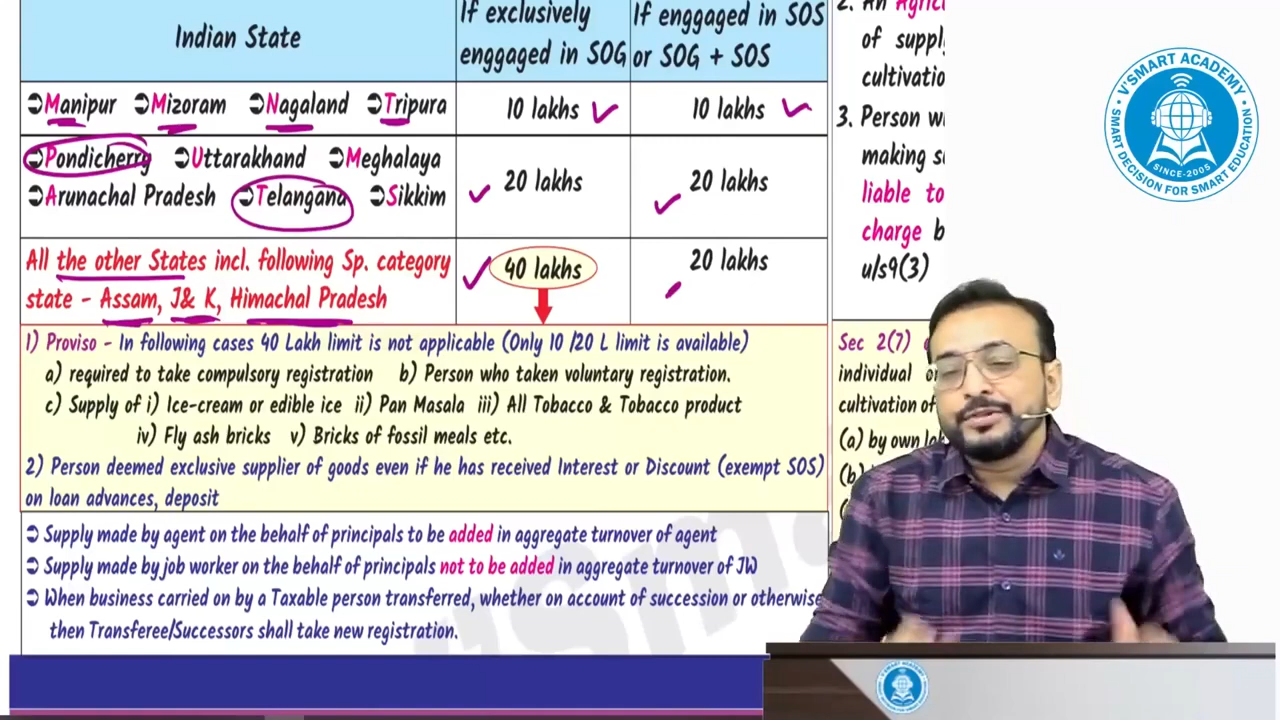 Indian State
If exclusively
enggaged in SOG
If enggaged in SOS
or SOG + SOS
➲Manipur ➲Mizoram ➲Nagaland ➲Tripura
10 lakhs
10 lakhs
➲Pondicherry ➲Uttarakhand ➲Meghalaya
➲Arunachal Pradesh ➲Telangana ➲Sikkim
20 lakhs
20 lakhs
All the other States incl. following Sp. category
state - Assam, J& K, Himachal Pradesh
40 lakhs
20 lakhs
1) Proviso - In following cases 40 Lakh limit is not applicable (Only 10 /20 L limit is available)
a) required to take compulsory registration b) Person who taken voluntary registration.
c) Supply of i) Ice-cream or edible ice ii) Pan Masala iii) All Tobacco & Tobacco product
iv) Fly ash bricks v) Bricks of fossil meals etc.
2) Person deemed exclusive supplier of goods even if he has received Interest or Discount (exempt SOS)
on loan advances, deposit
➲ Supply made by agent on the behalf of principals to be added in aggregate turnover of agent
➲ Supply made by job worker on the behalf of principals not to be added in aggregate turnover of JW
➲ When business carried on by a Taxable person transferred, whether on account of succession or otherwise
then Transferee/Successors shall take new registration.
2. An
of
3. Person
making
liable to
charge
u/s9(3)
Sec 2(7)
individual
cultivation of
(a) by own
(b)
V'SMART ACADEMY
SMART DECISION FOR SMART EDUCATION
SINCE-2005